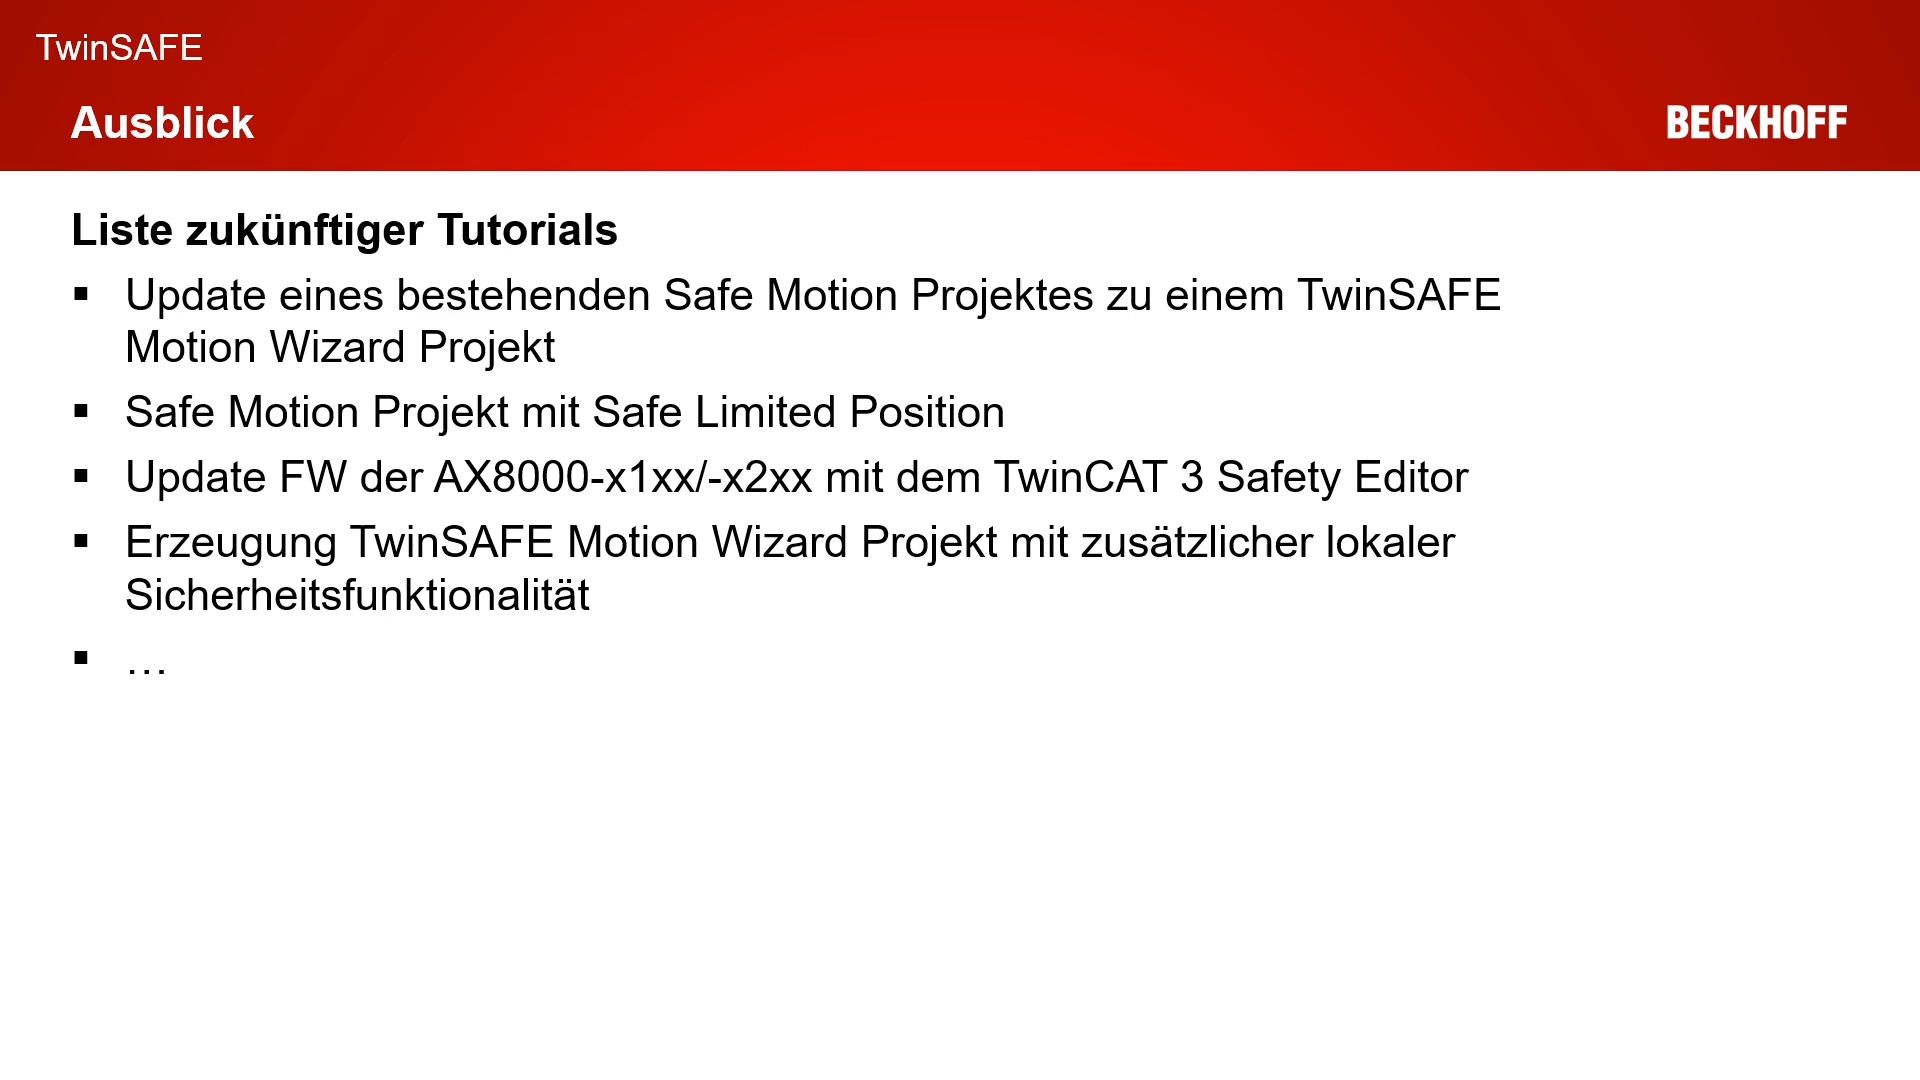 TwinSAFE
Ausblick
BECKHOFF
Liste zukünftiger Tutorials
▪ Update eines bestehenden Safe Motion Projektes zu einem TwinSAFE
Motion Wizard Projekt
▪ Safe Motion Projekt mit Safe Limited Position
▪ Update FW der AX8000-x1xx/-x2xx mit dem TwinCAT 3 Safety Editor
▪ Erzeugung TwinSAFE Motion Wizard Projekt mit zusätzlicher lokaler
Sicherheitsfunktionalität
▪ …